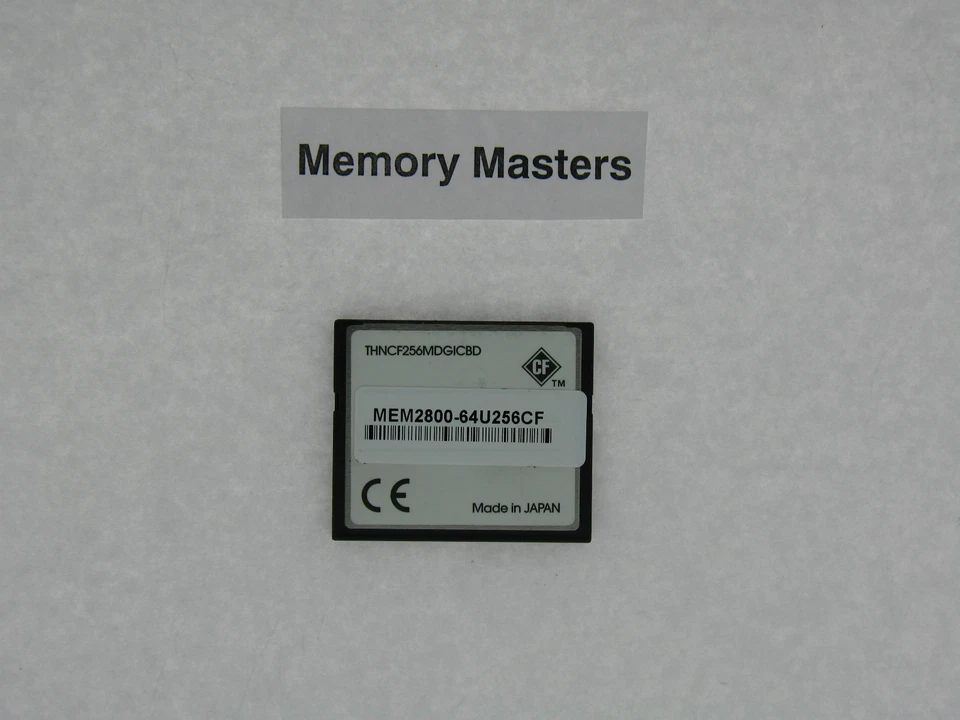 Memory Masters
THNCF256MDGICBD
CF
TM
MEM2800-64U256CF
CE
Made in JAPAN